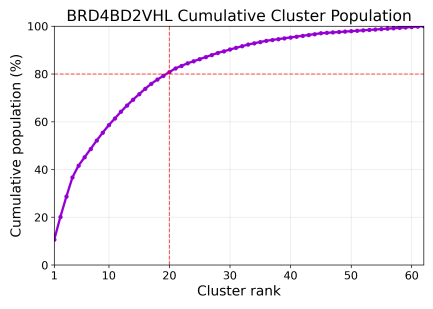 BRD4BD2VHL Cumulative Cluster Population
Cumulative population (%)
100
80
60
40
20
0
1 10 20 30 40 50 60
Cluster rank